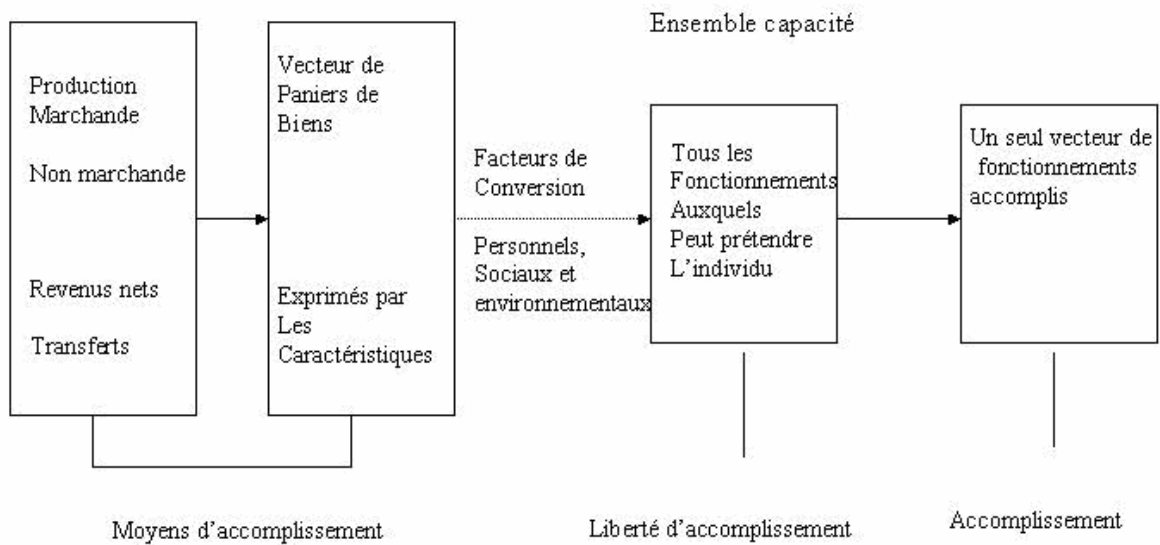 Ensemble capacité
Production
Marchande
Non marchande
Revenus nets
Transferts
Vecteur de
Paniers de
Biens
Exprimés par
Les
Caractéristiques
Facteurs de
Conversion
Personnels,
Sociaux et
environnementaux
Tous les
Fonctionnements
Auxquels
Peut prétendre
L'individu
Un seul vecteur de
fonctionnements
accomplis
Moyens d'accomplissement
Liberté d'accomplissement
Accomplissement